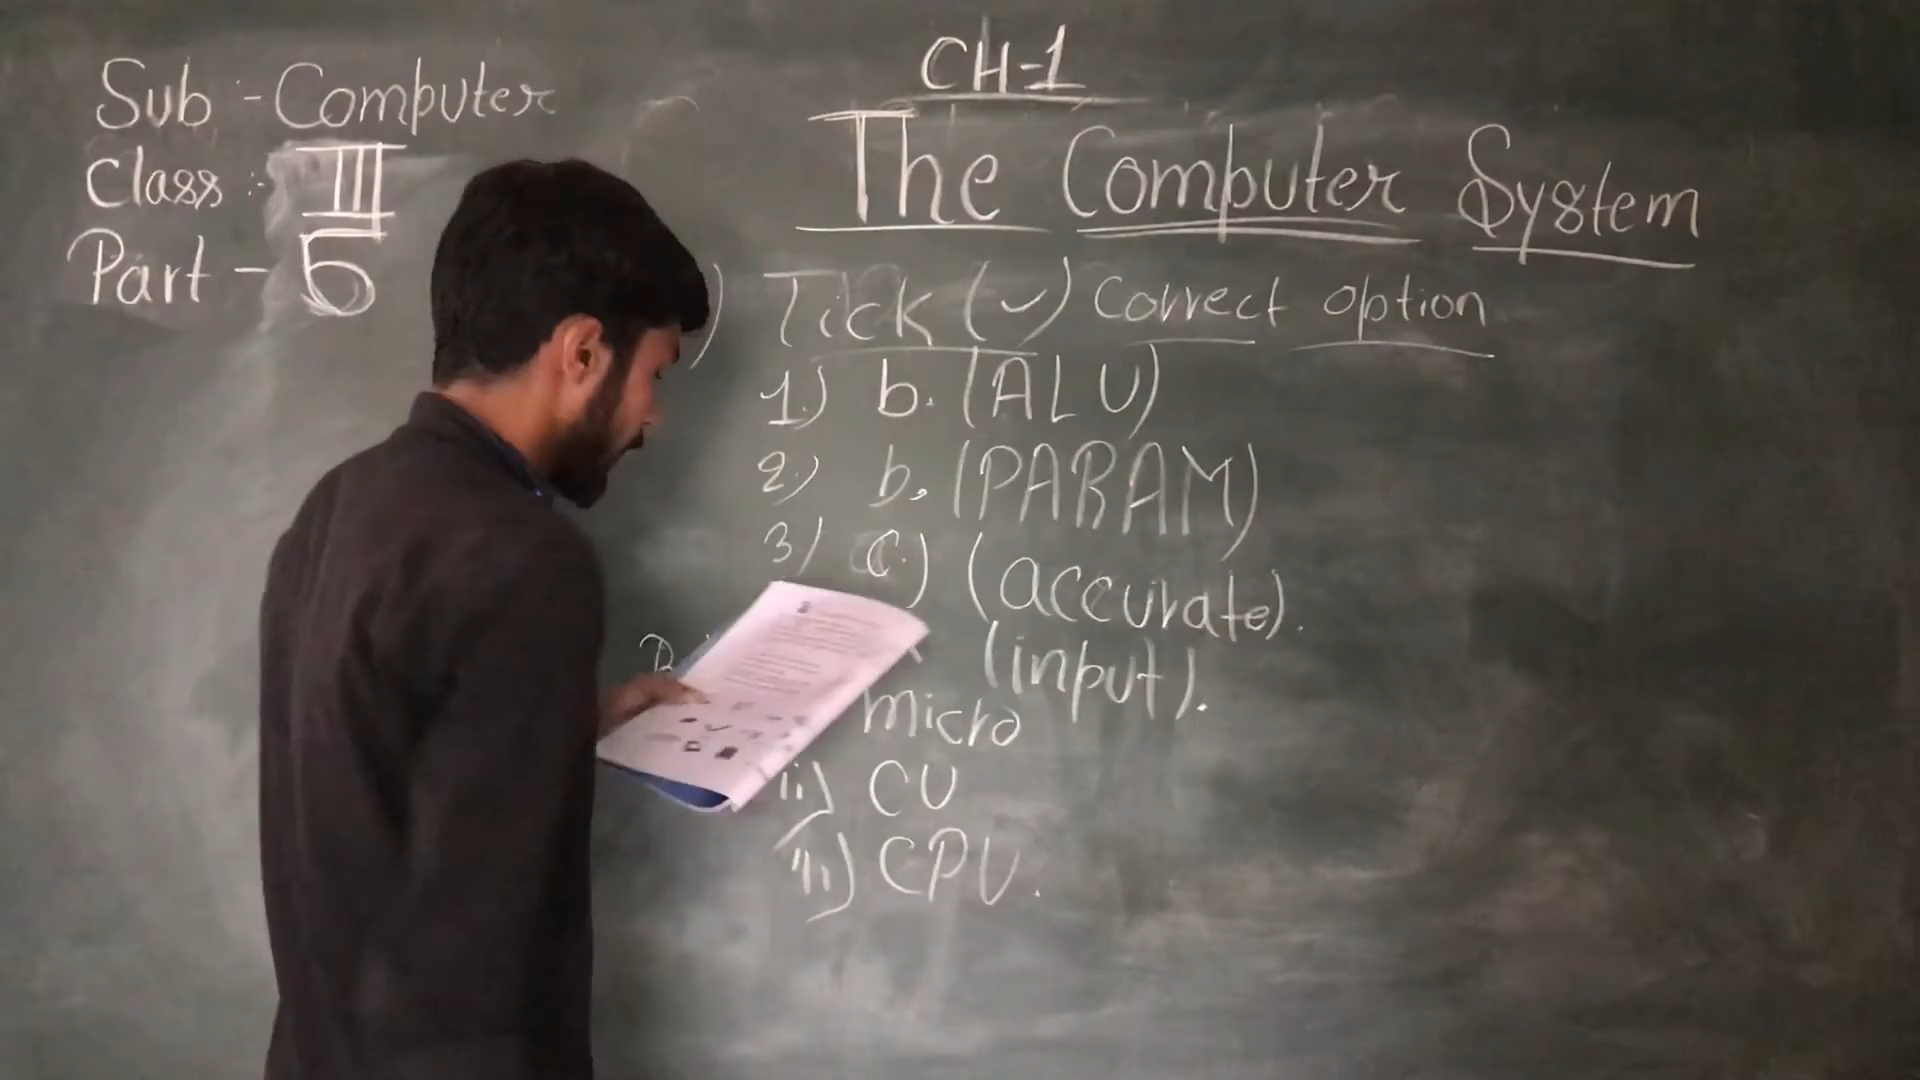 Sub :- Computer
Class :- III
Part - 5
CH-1
The Computer System
) Tick (✓) Correct option
1.) b. (ALU)
2.) b. (PARAM)
3) C.) (accurate).
(input).
B
micro
ii) CU
iii) CPU.